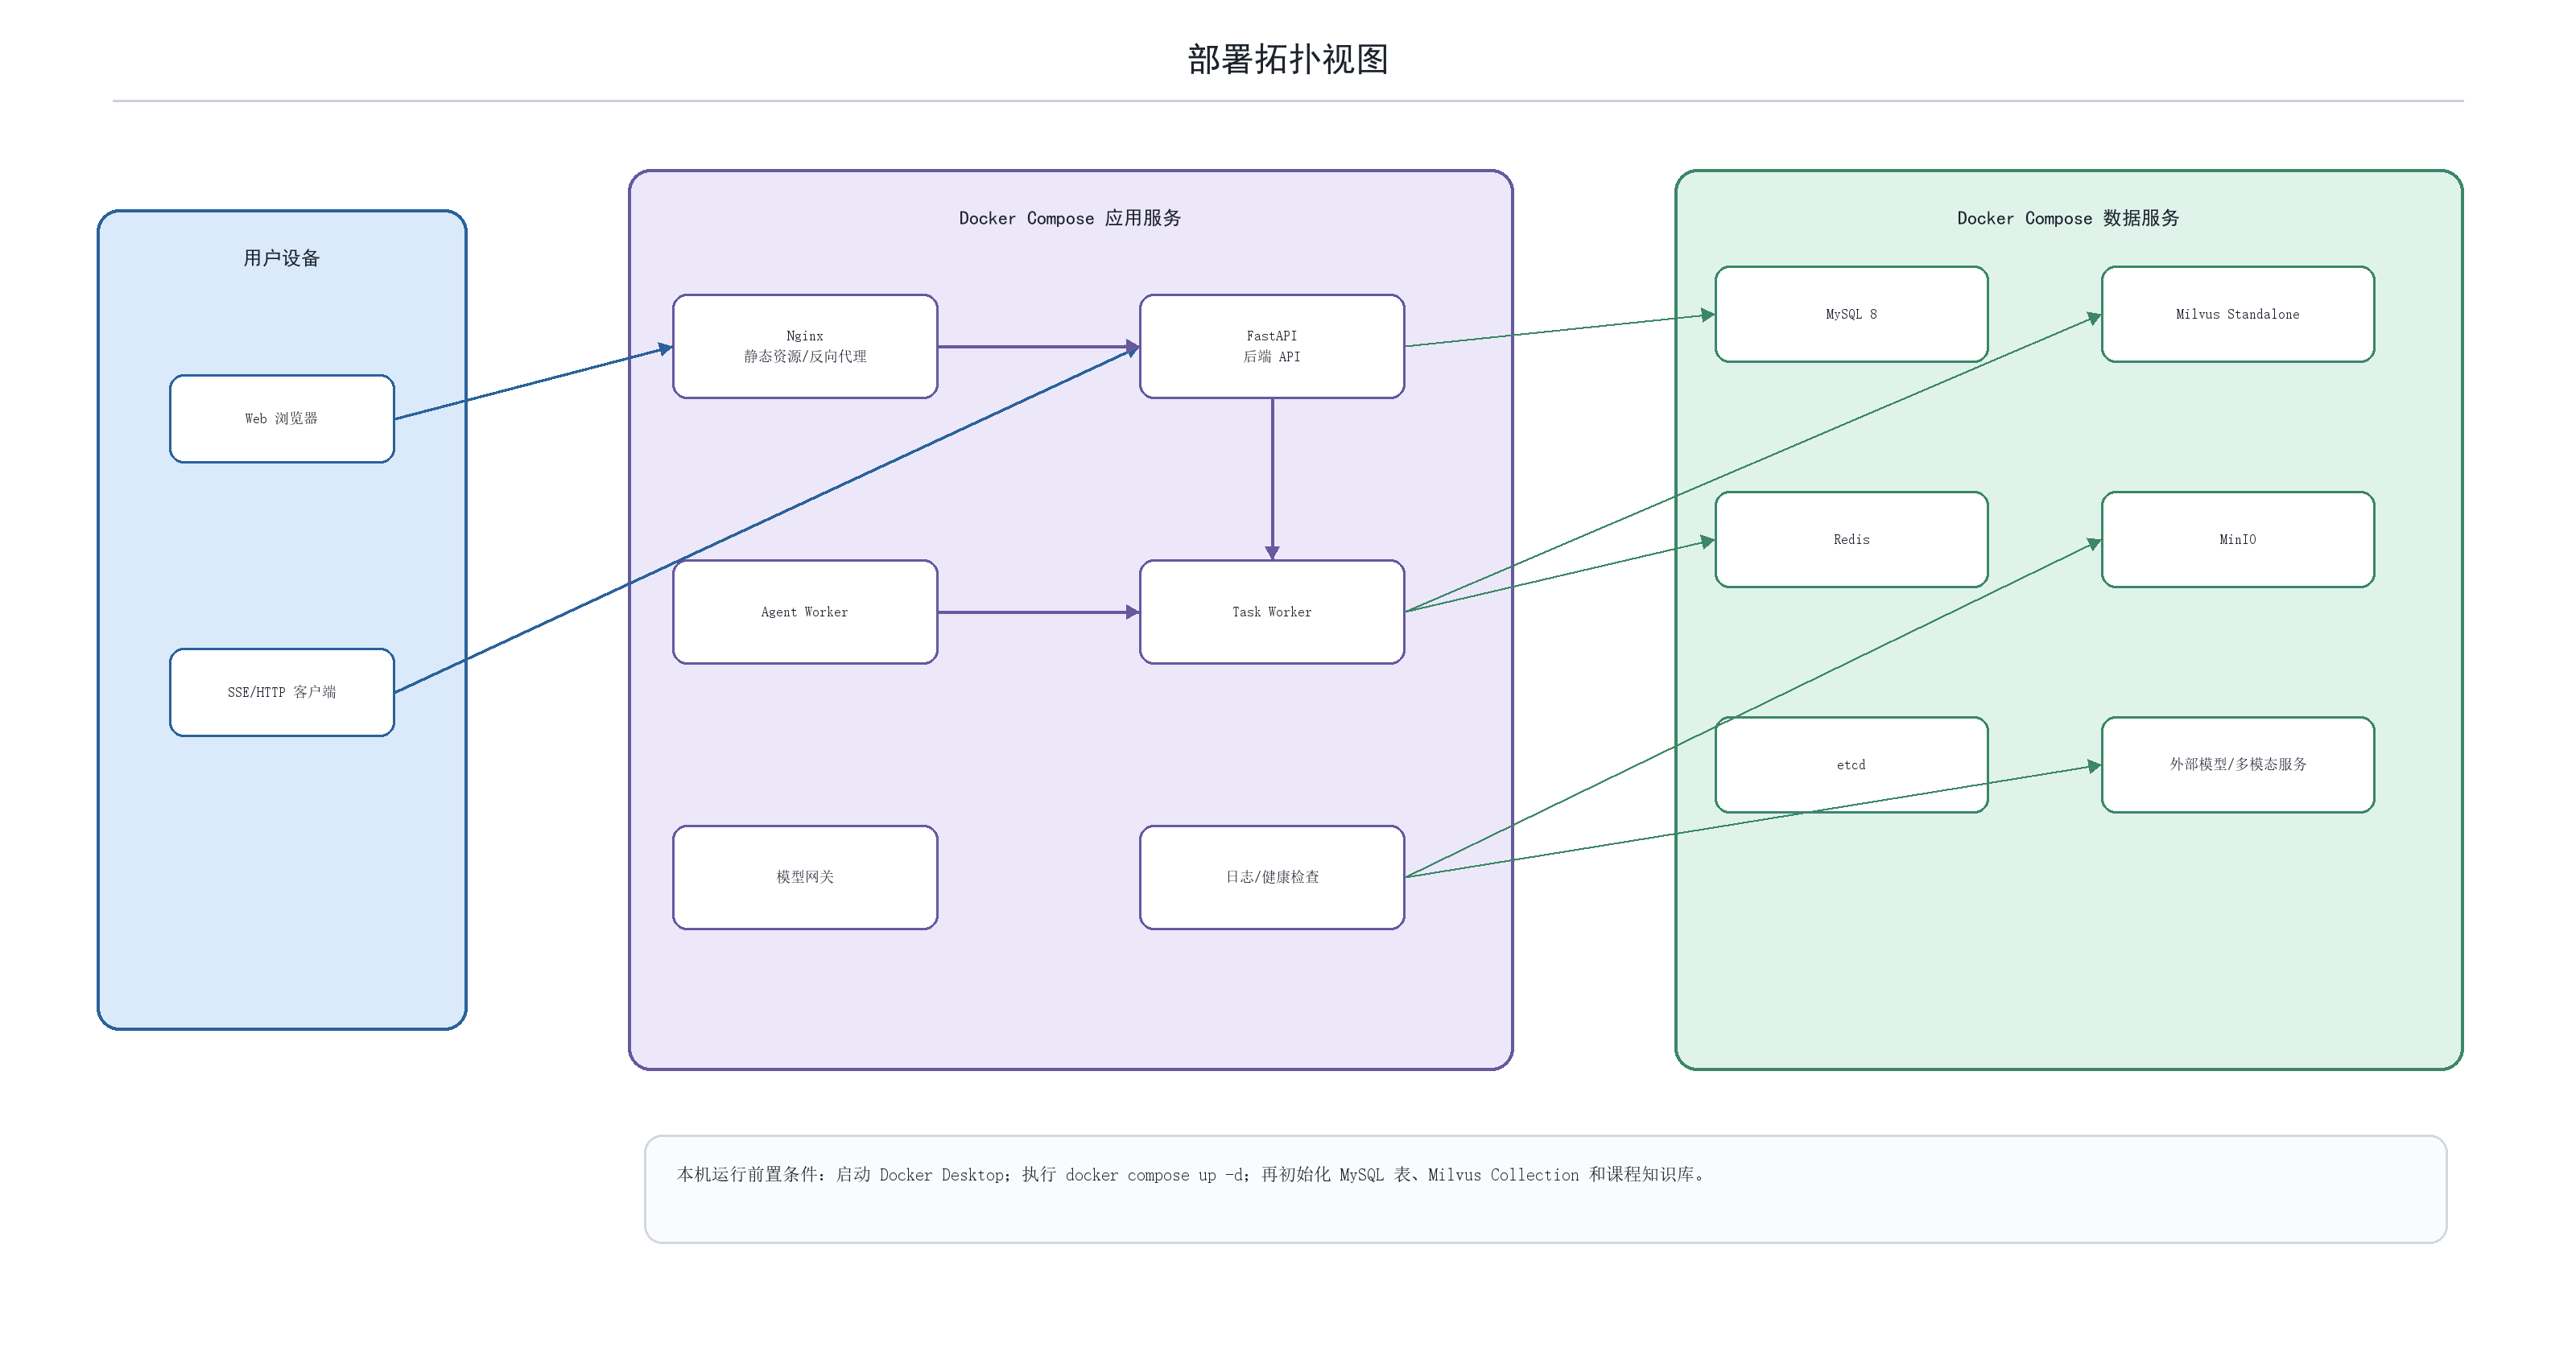 部署拓扑视图
用户设备
Web 浏览器
SSE/HTTP 客户端
Docker Compose 应用服务
Nginx
静态资源/反向代理
FastAPI
后端 API
Agent Worker
Task Worker
模型网关
日志/健康检查
Docker Compose 数据服务
MySQL 8
Milvus Standalone
Redis
MinIO
etcd
外部模型/多模态服务
本机运行前置条件：启动 Docker Desktop；执行 docker compose up -d；再初始化 MySQL 表、Milvus Collection 和课程知识库。